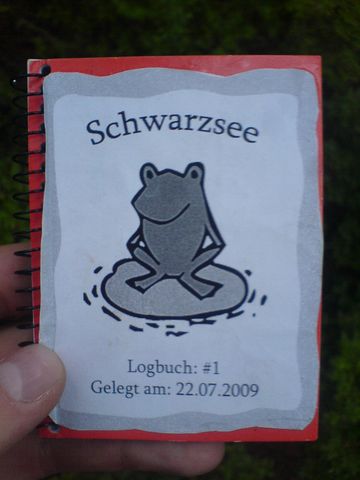 Schwarzsee
Logbuch: #1
Gelegt am: 22.07.2009